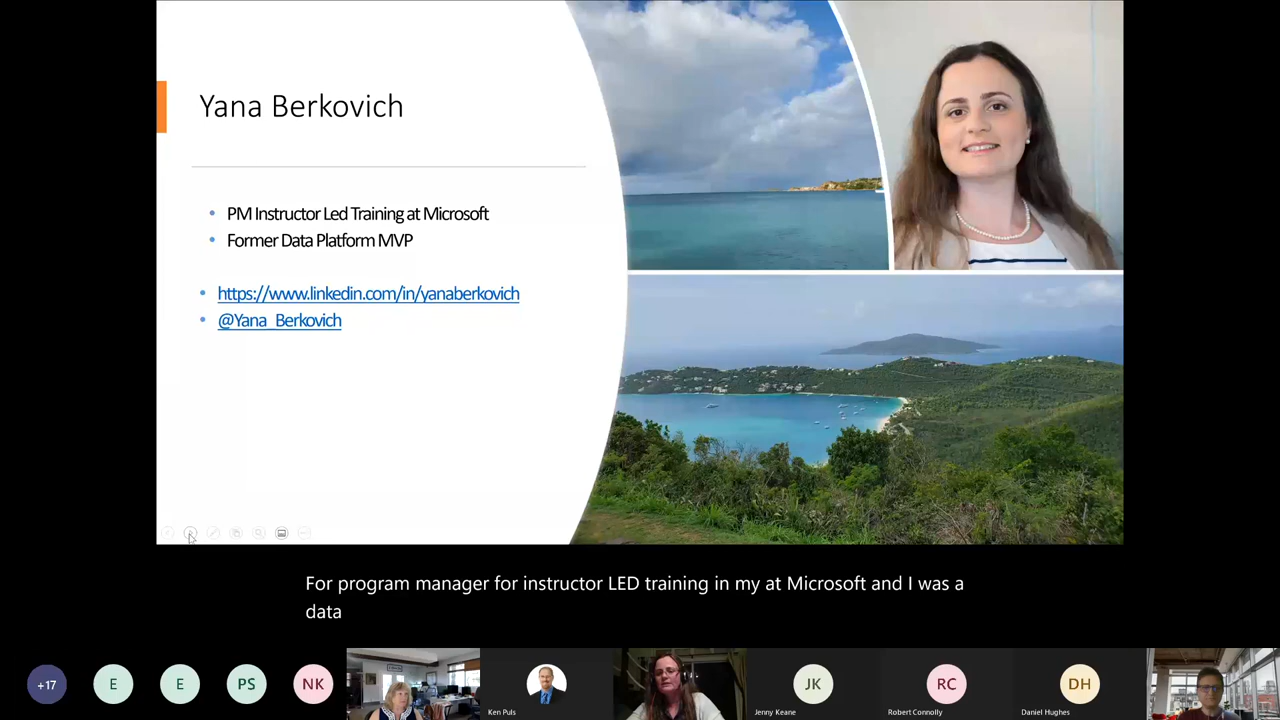 Yana Berkovich
PM Instructor Led Training at Microsoft
Former Data Platform MVP
https://www.linkedin.com/in/yanaberkovich
@Yana_Berkovich
For program manager for instructor LED training in my at Microsoft and I was a
data
+17
E
E
PS
NK
Ken Puls
JK
Jenny Keane
RC
Robert Connolly
DH
Daniel Hughes